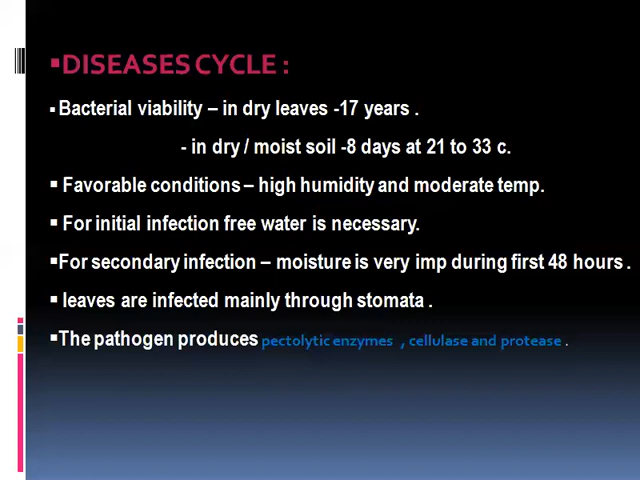 ▪DISEASES CYCLE :
▪ Bacterial viability – in dry leaves -17 years .
- in dry / moist soil -8 days at 21 to 33 c.
▪ Favorable conditions – high humidity and moderate temp.
▪ For initial infection free water is necessary.
▪For secondary infection – moisture is very imp during first 48 hours .
▪ leaves are infected mainly through stomata .
▪The pathogen produces pectolytic enzymes , cellulase and protease .